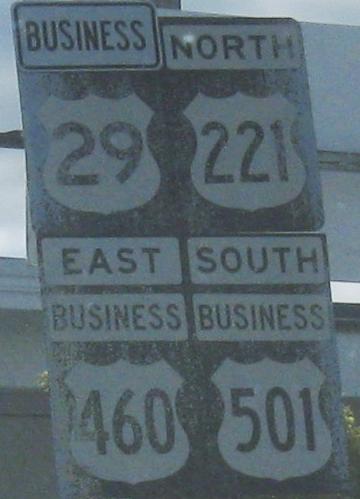 BUSINESS NORTH
29 221
EAST SOUTH
BUSINESS BUSINESS
460 501